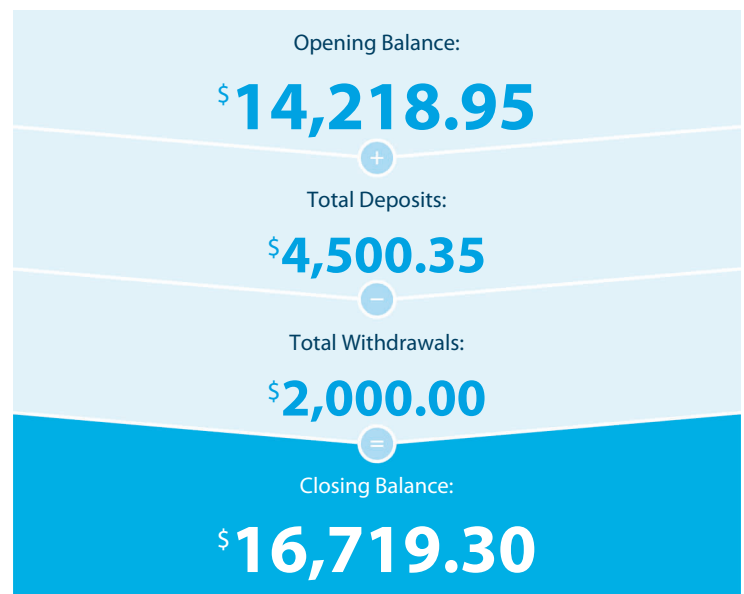 Opening Balance:
$14,218.95
+
Total Deposits:
$4,500.35
−
Total Withdrawals:
$2,000.00
=
Closing Balance:
$16,719.30